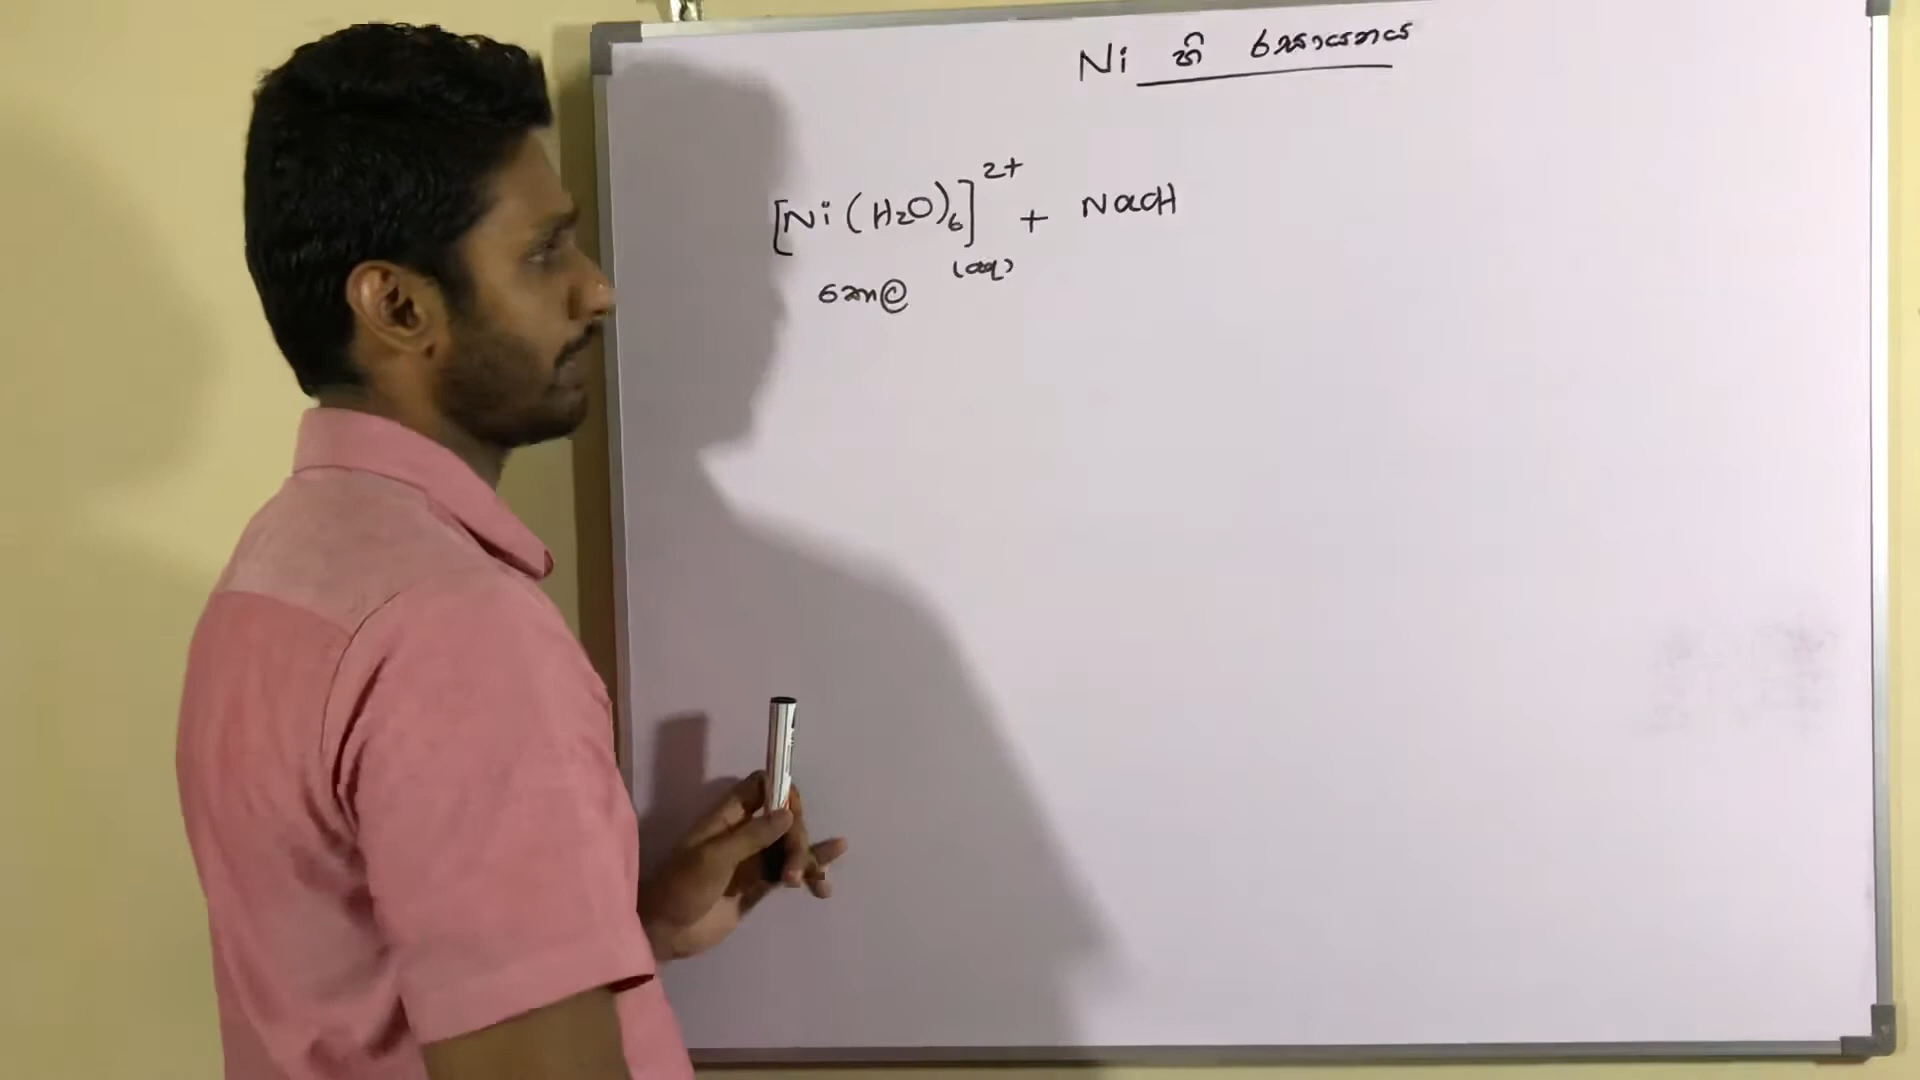 Ni හි රසායනය
[Ni(H₂O)₆]²⁺ + NaOH
(aq)
කොළ